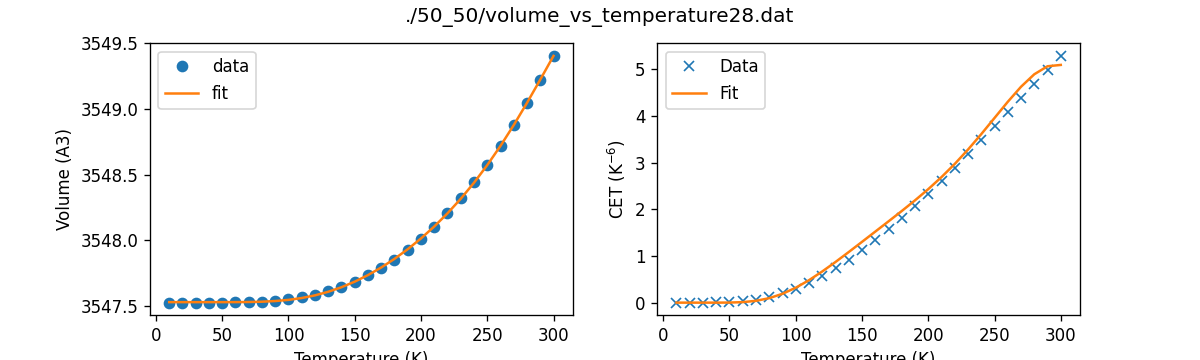 ./50_50/volume_vs_temperature28.dat
3549.5
3549.0
3548.5
3548.0
3547.5
Volume (A3)
data
fit
0 50 100 150 200 250 300
Temperature (K)
5
4
3
2
1
0
CET (K⁻⁶)
Data
Fit
0 50 100 150 200 250 300
Temperature (K)